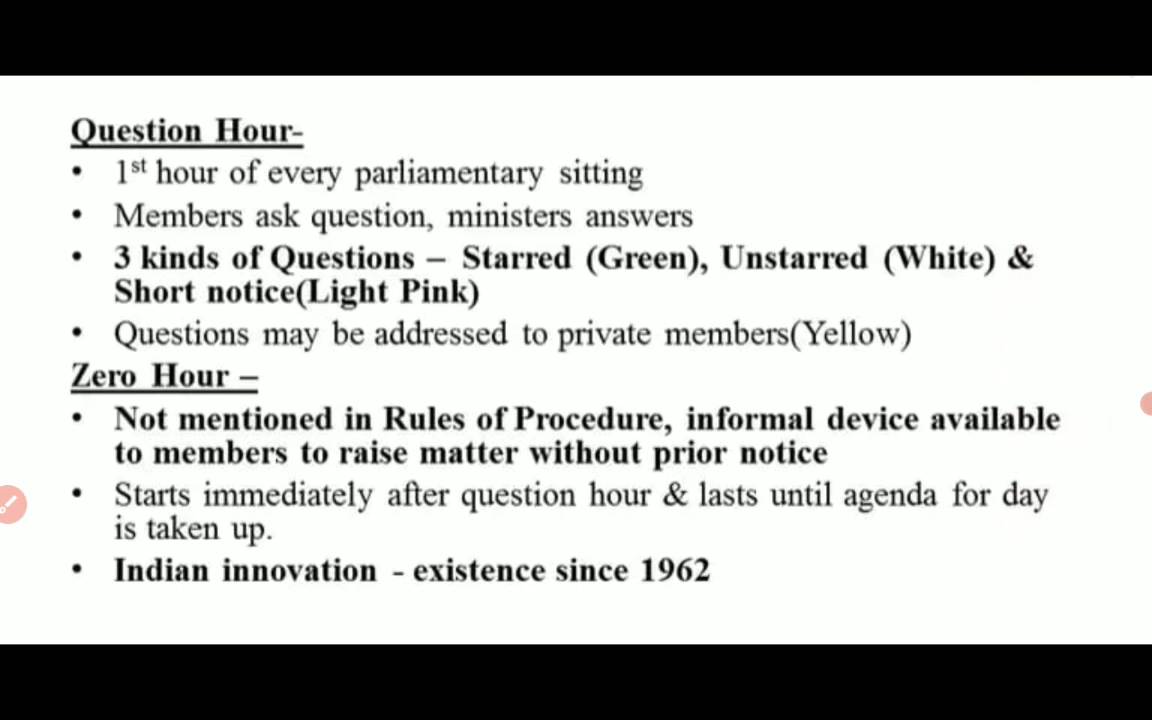 Question Hour-
• 1st hour of every parliamentary sitting
• Members ask question, ministers answers
• 3 kinds of Questions – Starred (Green), Unstarred (White) &
Short notice(Light Pink)
• Questions may be addressed to private members(Yellow)
Zero Hour –
• Not mentioned in Rules of Procedure, informal device available
to members to raise matter without prior notice
• Starts immediately after question hour & lasts until agenda for day
is taken up.
• Indian innovation - existence since 1962